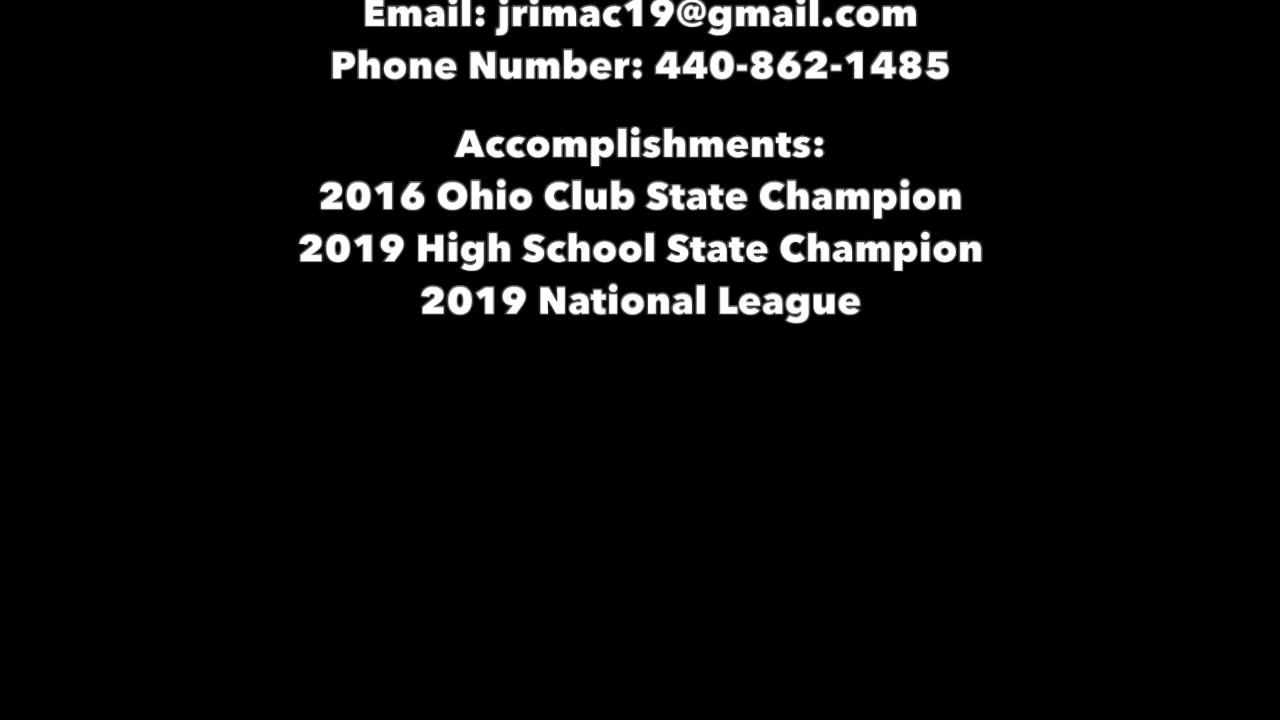 Email: jrimac19@gmail.com
Phone Number: 440-862-1485
Accomplishments:
2016 Ohio Club State Champion
2019 High School State Champion
2019 National League